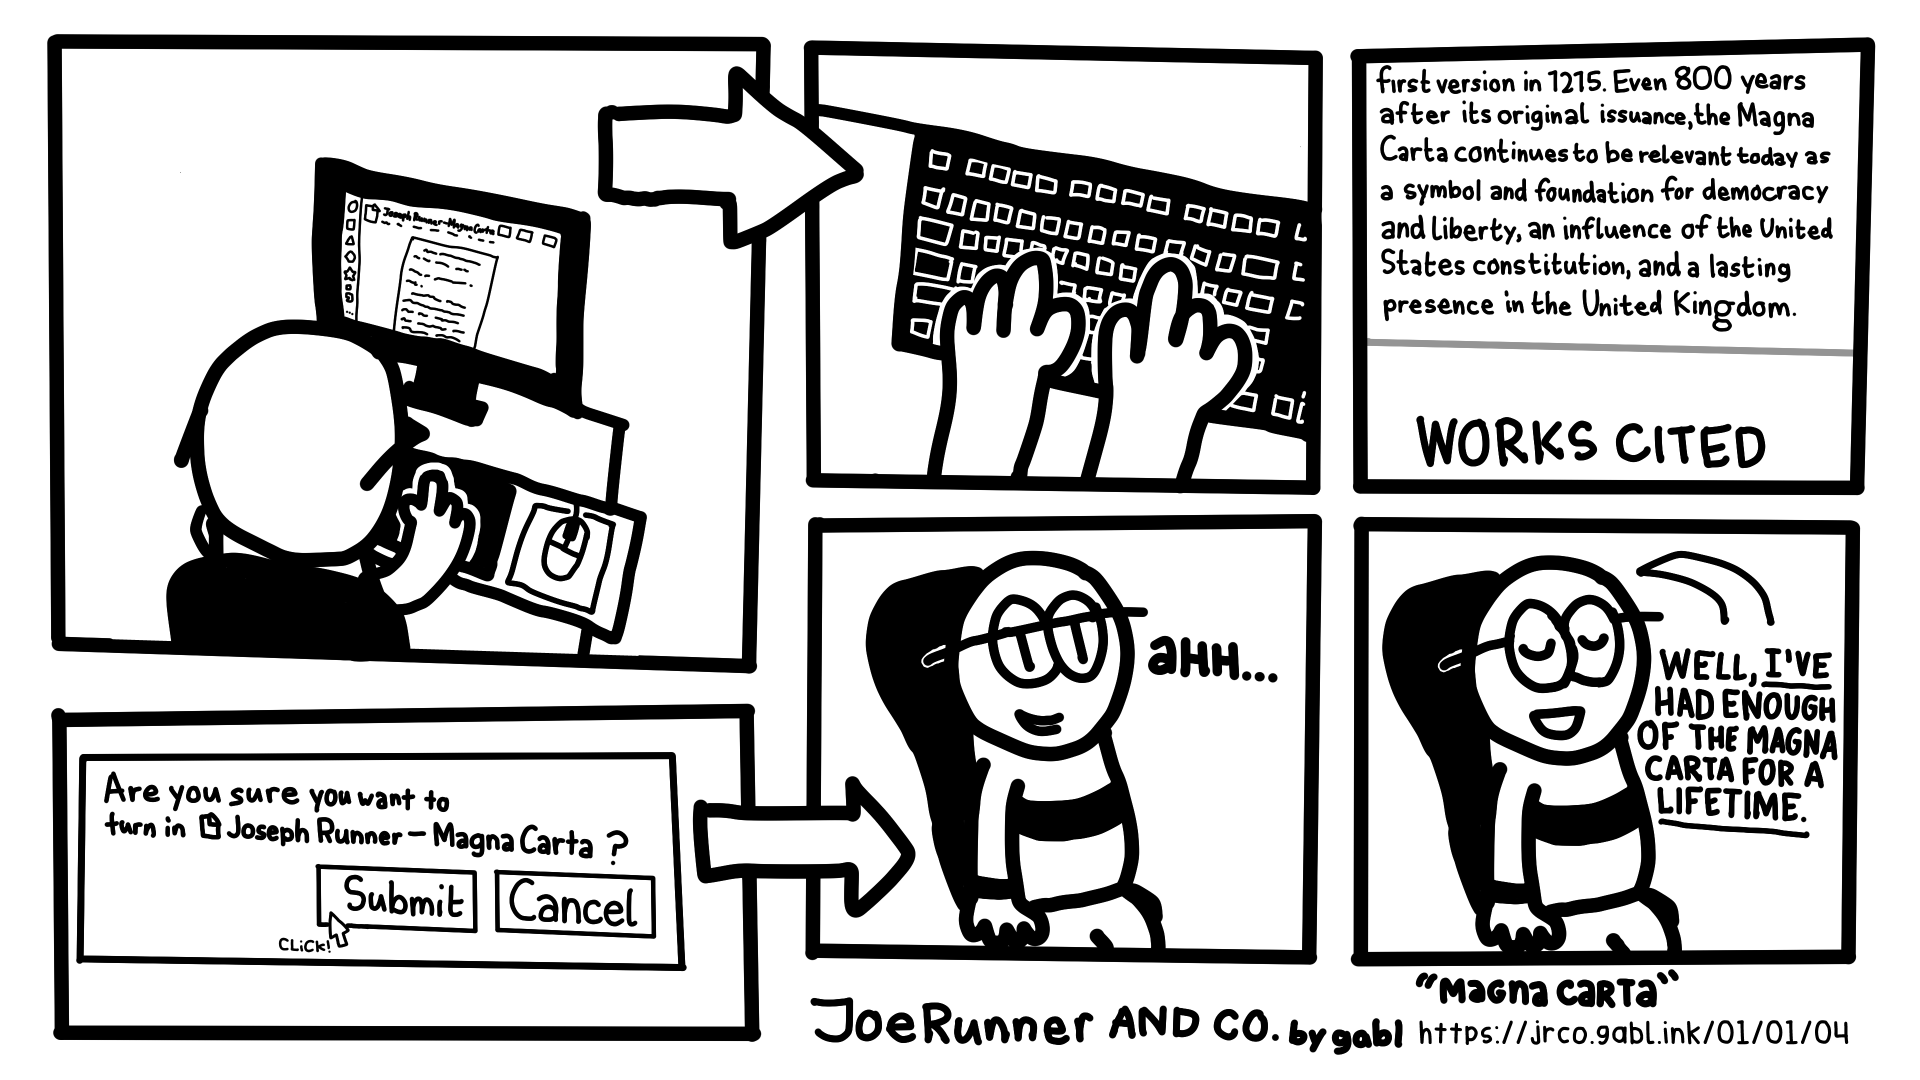 Joseph Runner-Magna Carta
first version in 1215. Even 800 years
after its original issuance, the Magna
Carta continues to be relevant today as
a symbol and foundation for democracy
and liberty, an influence of the United
States constitution, and a lasting
presence in the United Kingdom.
WORKS CITED
Are you sure you want to
turn in Joseph Runner - Magna Carta ?
Submit
Cancel
CLiCK!
aHH...
WELL, I'VE
HAD ENOUGH
OF THE MAGNA
CARTA FOR A
LIFETIME.
"MaGna CaRTa"
JoeRunner AND CO. by gabl https://jrco.gabl.ink/01/01/04